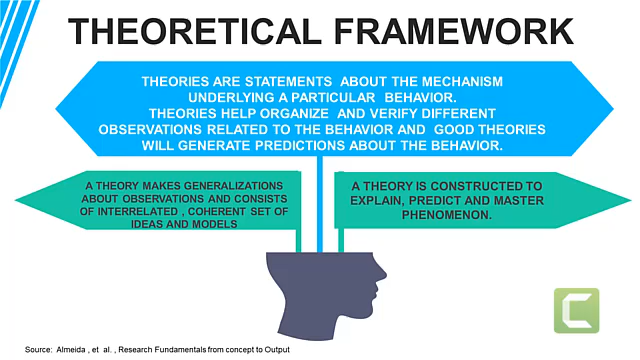 THEORETICAL FRAMEWORK
THEORIES ARE STATEMENTS ABOUT THE MECHANISM
UNDERLYING A PARTICULAR BEHAVIOR.
THEORIES HELP ORGANIZE AND VERIFY DIFFERENT
OBSERVATIONS RELATED TO THE BEHAVIOR AND GOOD THEORIES
WILL GENERATE PREDICTIONS ABOUT THE BEHAVIOR.
A THEORY MAKES GENERALIZATIONS
ABOUT OBSERVATIONS AND CONSISTS
OF INTERRELATED , COHERENT SET OF
IDEAS AND MODELS
A THEORY IS CONSTRUCTED TO
EXPLAIN, PREDICT AND MASTER
PHENOMENON.
C
Source: Almeida , et al. , Research Fundamentals from concept to Output